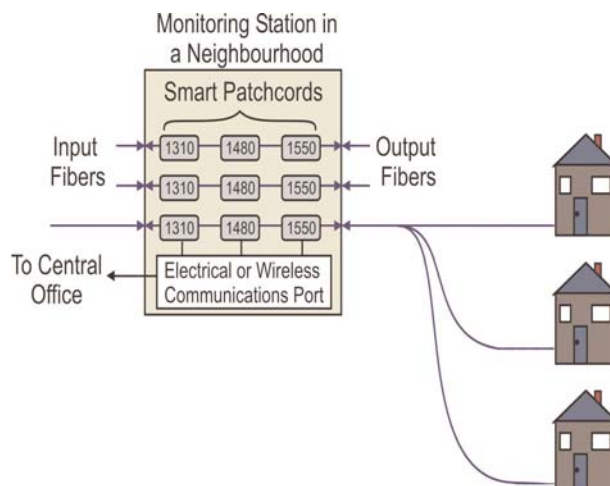 Monitoring Station in
a Neighbourhood
Smart Patchcords
Input
Fibers
1310 1480 1550
Output
Fibers
1310 1480 1550
1310 1480 1550
To Central
Office
Electrical or Wireless
Communications Port